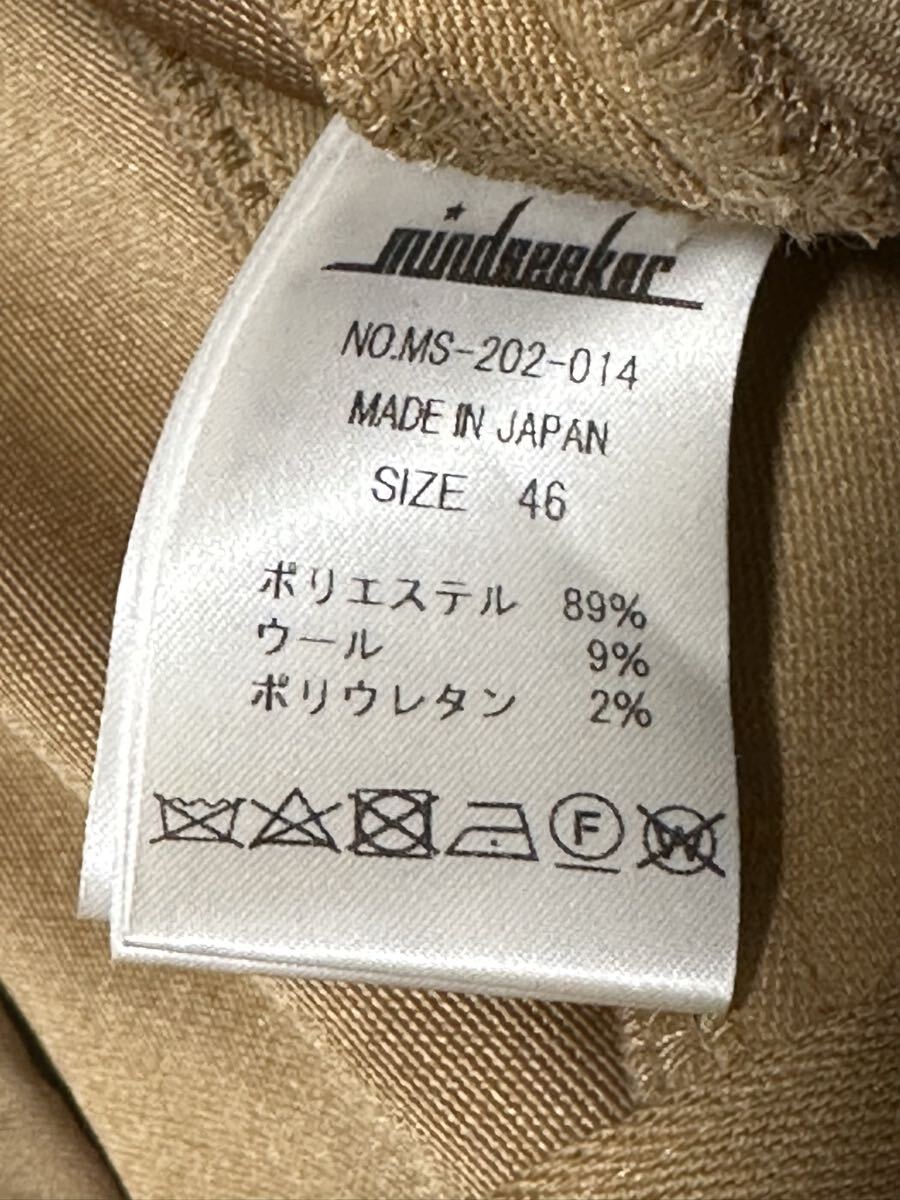 mindseeker
NO.MS-202-014
MADE IN JAPAN
SIZE 46
ポリエステル 89%
ウール 9%
ポリウレタン 2%
F W